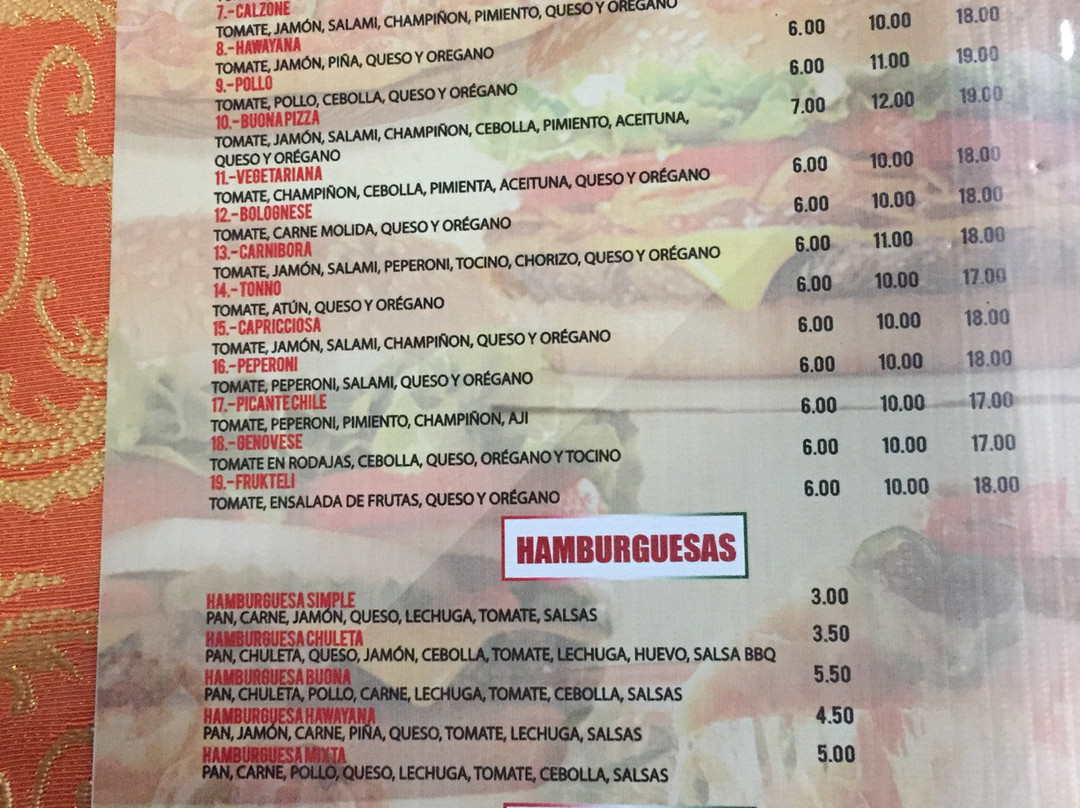 7.-CALZONE
TOMATE, JAMÓN, SALAMI, CHAMPIÑON, PIMIENTO, QUESO Y OREGANO
8.-HAWAYANA
TOMATE, JAMÓN, PIÑA, QUESO Y OREGANO 6.00 10.00 18.00
9.-POLLO
TOMATE, POLLO, CEBOLLA, QUESO Y ORÉGANO 6.00 11.00 19.00
10.-BUONA PIZZA
TOMATE, JAMÓN, SALAMI, CHAMPIÑON, CEBOLLA, PIMIENTO, ACEITUNA, 7.00 12.00 19.00
QUESO Y ORÉGANO
11.-VEGETARIANA
TOMATE, CHAMPIÑON, CEBOLLA, PIMIENTA, ACEITUNA, QUESO Y ORÉGANO 6.00 10.00 18.00
12.-BOLOGNESE
TOMATE, CARNE MOLIDA, QUESO Y ORÉGANO 6.00 10.00 18.00
13.-CARNIBORA
TOMATE, JAMÓN, SALAMI, PEPERONI, TOCINO, CHORIZO, QUESO Y ORÉGANO 6.00 11.00 18.00
14.-TONNO
TOMATE, ATÚN, QUESO Y ORÉGANO 6.00 10.00 17.00
15.-CAPRICCIOSA
TOMATE, JAMÓN, SALAMI, CHAMPIÑON, QUESO Y ORÉGANO 6.00 10.00 18.00
16.-PEPERONI
TOMATE, PEPERONI, SALAMI, QUESO Y ORÉGANO 6.00 10.00 18.00
17.-PICANTE CHILE
TOMATE, PEPERONI, PIMIENTO, CHAMPIÑON, AJI 6.00 10.00 17.00
18.-GENOVESE
TOMATE EN RODAJAS, CEBOLLA, QUESO, ORÉGANO Y TOCINO 6.00 10.00 17.00
19.-FRUKTELI
TOMATE, ENSALADA DE FRUTAS, QUESO Y ORÉGANO 6.00 10.00 18.00
HAMBURGUESAS
HAMBURGUESA SIMPLE 3.00
PAN, CARNE, JAMÓN, QUESO, LECHUGA, TOMATE, SALSAS
HAMBURGUESA CHULETA 3.50
PAN, CHULETA, QUESO, JAMÓN, CEBOLLA, TOMATE, LECHUGA, HUEVO, SALSA BBQ
HAMBURGUESA BUONA 5.50
PAN, CHULETA, POLLO, CARNE, LECHUGA, TOMATE, CEBOLLA, SALSAS
HAMBURGUESA HAWAYANA 4.50
PAN, JAMÓN, CARNE, PIÑA, QUESO, TOMATE, LECHUGA, SALSAS
HAMBURGUESA MIXTA 5.00
PAN, CARNE, POLLO, QUESO, LECHUGA, TOMATE, CEBOLLA, SALSAS